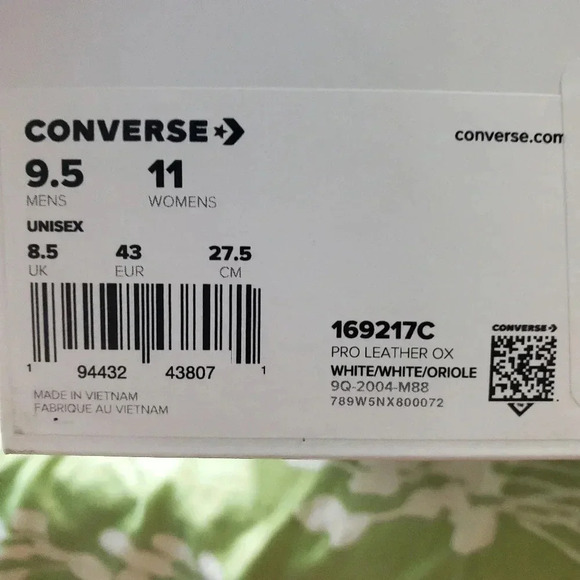 CONVERSE
converse.com
9.5 11
MENS WOMENS
UNISEX
8.5 43 27.5
UK EUR CM
1 94432 43807 1
MADE IN VIETNAM
FABRIQUE AU VIETNAM
169217C
PRO LEATHER OX
WHITE/WHITE/ORIOLE
9Q-2004-M88
789W5NX800072
CONVERSE